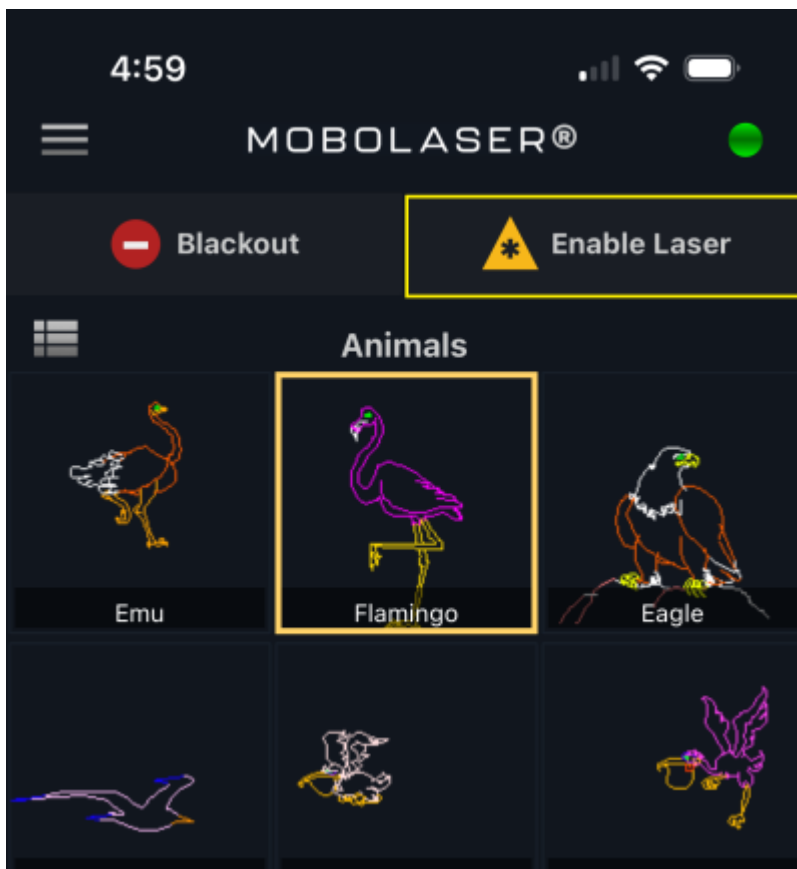 4:59
MOBOLASER®
Blackout
Enable Laser
Animals
Emu
Flamingo
Eagle